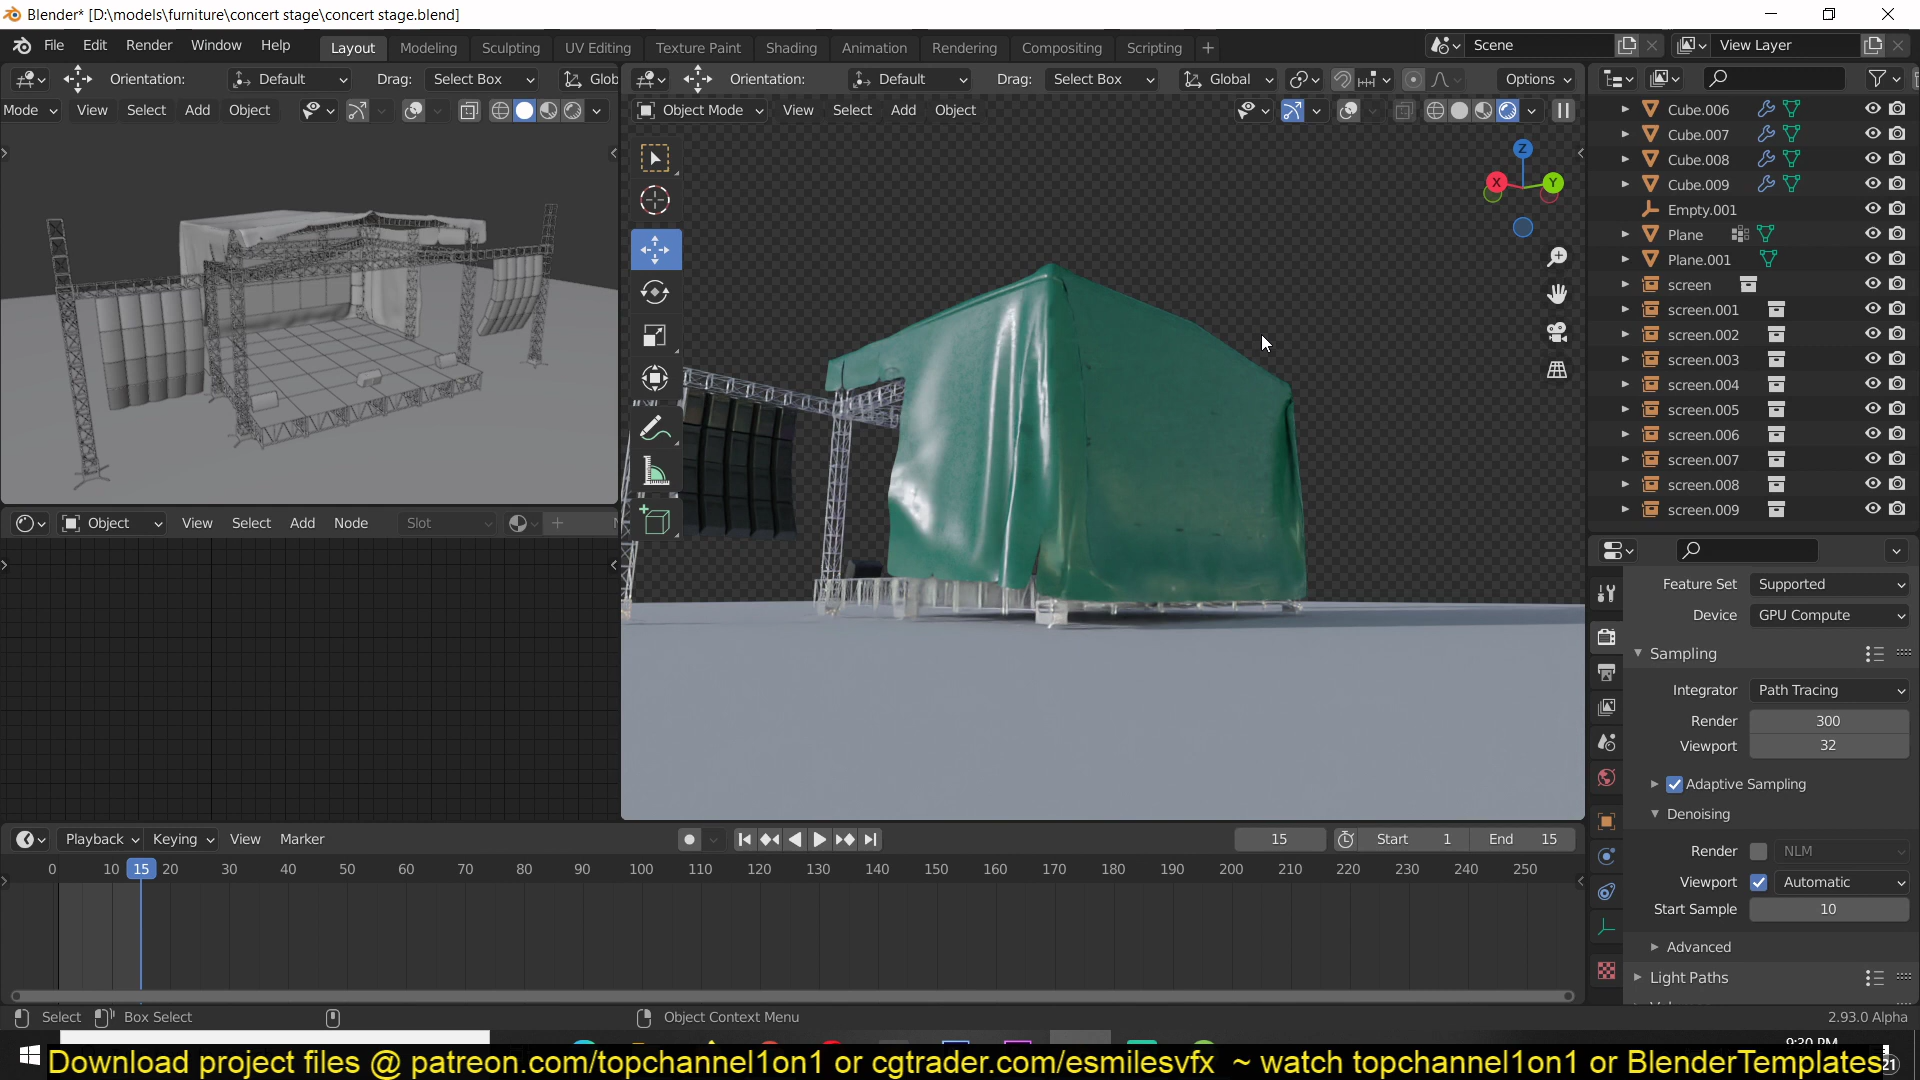 Blender* [D:\models\furniture\concert stage\concert stage.blend]
File Edit Render Window Help Layout Modeling Sculpting UV Editing Texture Paint Shading Animation Rendering Compositing Scripting + Scene View Layer
Orientation: Default Drag: Select Box Glob
Orientation: Default Drag: Select Box Global Options
Mode View Select Add Object
Object Mode View Select Add Object
Z
X Y
Cube.006
Cube.007
Cube.008
Cube.009
Empty.001
Plane
Plane.001
screen
screen.001
screen.002
screen.003
screen.004
screen.005
screen.006
screen.007
screen.008
screen.009
Object View Select Add Node Slot
Feature Set Supported
Device GPU Compute
Sampling
Integrator Path Tracing
Render 300
Viewport 32
Adaptive Sampling
Denoising
Render NLM
Viewport Automatic
Start Sample 10
Advanced
Light Paths
Playback Keying View Marker 15 Start 1 End 15
0 10 15 20 30 40 50 60 70 80 90 100 110 120 130 140 150 160 170 180 190 200 210 220 230 240 250
Select Box Select Object Context Menu 2.93.0 Alpha
9:30 PM
Download project files @ patreon.com/topchannel1on1 or cgtrader.com/esmilesvfx ~ watch topchannel1on1 or BlenderTemplates
21